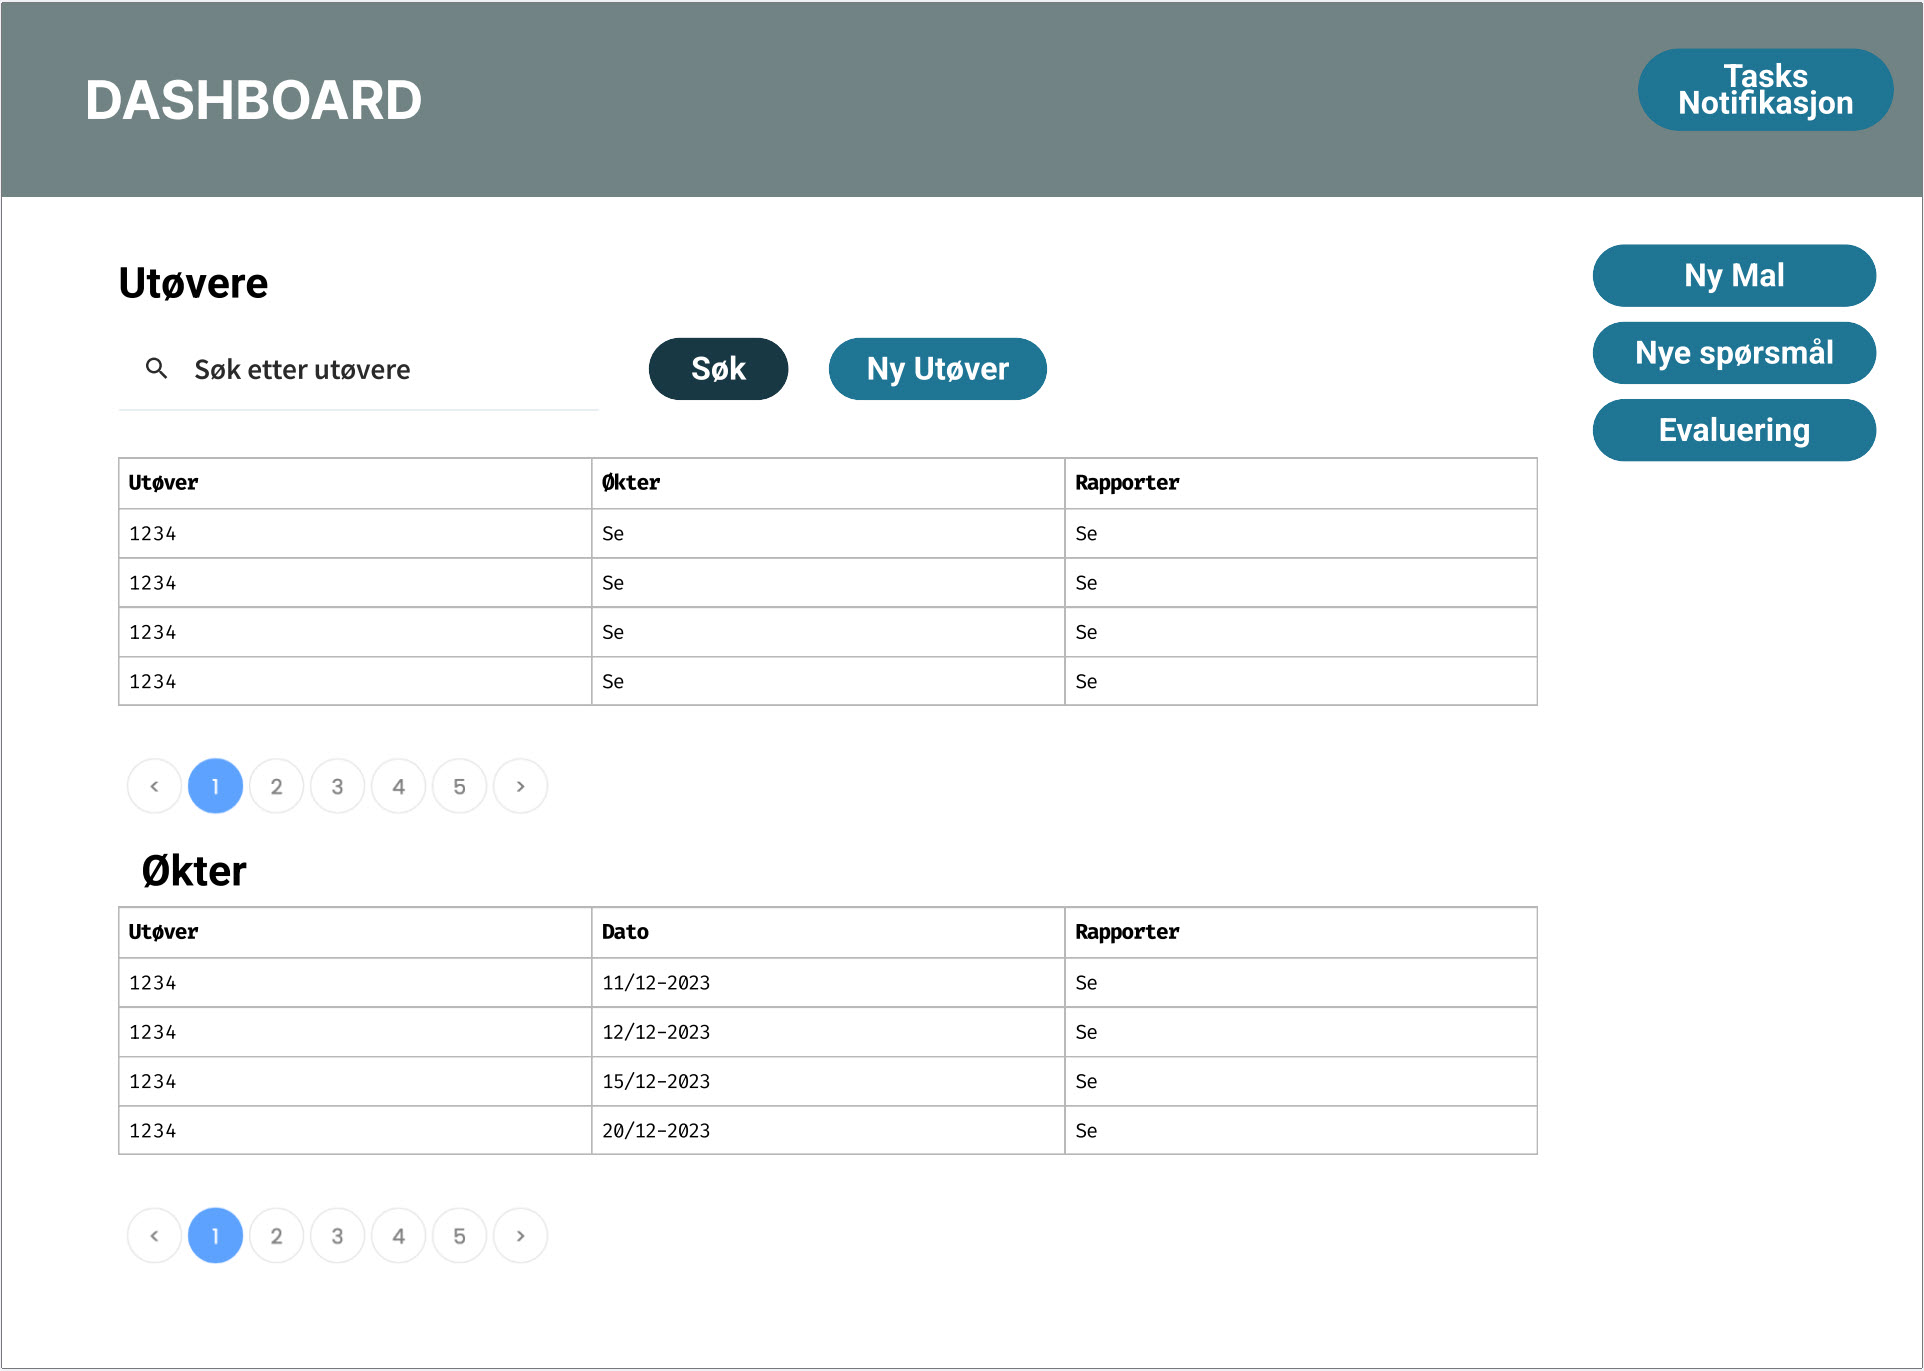 DASHBOARD
Tasks
Notifikasjon
Utøvere
Søk etter utøvere
Søk
Ny Utøver
Ny Mal
Nye spørsmål
Evaluering
Utøver Økter Rapporter
1234 Se Se
1234 Se Se
1234 Se Se
1234 Se Se
< 1 2 3 4 5 >
Økter
Utøver Dato Rapporter
1234 11/12-2023 Se
1234 12/12-2023 Se
1234 15/12-2023 Se
1234 20/12-2023 Se
< 1 2 3 4 5 >